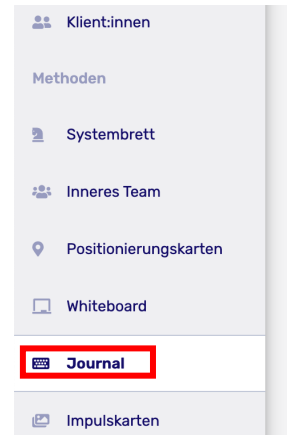 Klient:innen
Methoden
Systembrett
Inneres Team
Positionierungskarten
Whiteboard
Journal
Impulskarten